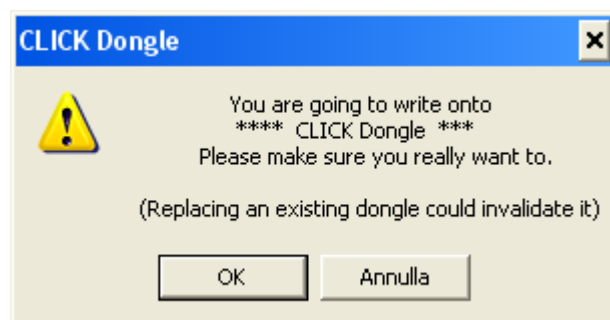 CLICK Dongle
You are going to write onto
**** CLICK Dongle ***
Please make sure you really want to.
(Replacing an existing dongle could invalidate it)
OK
Annulla